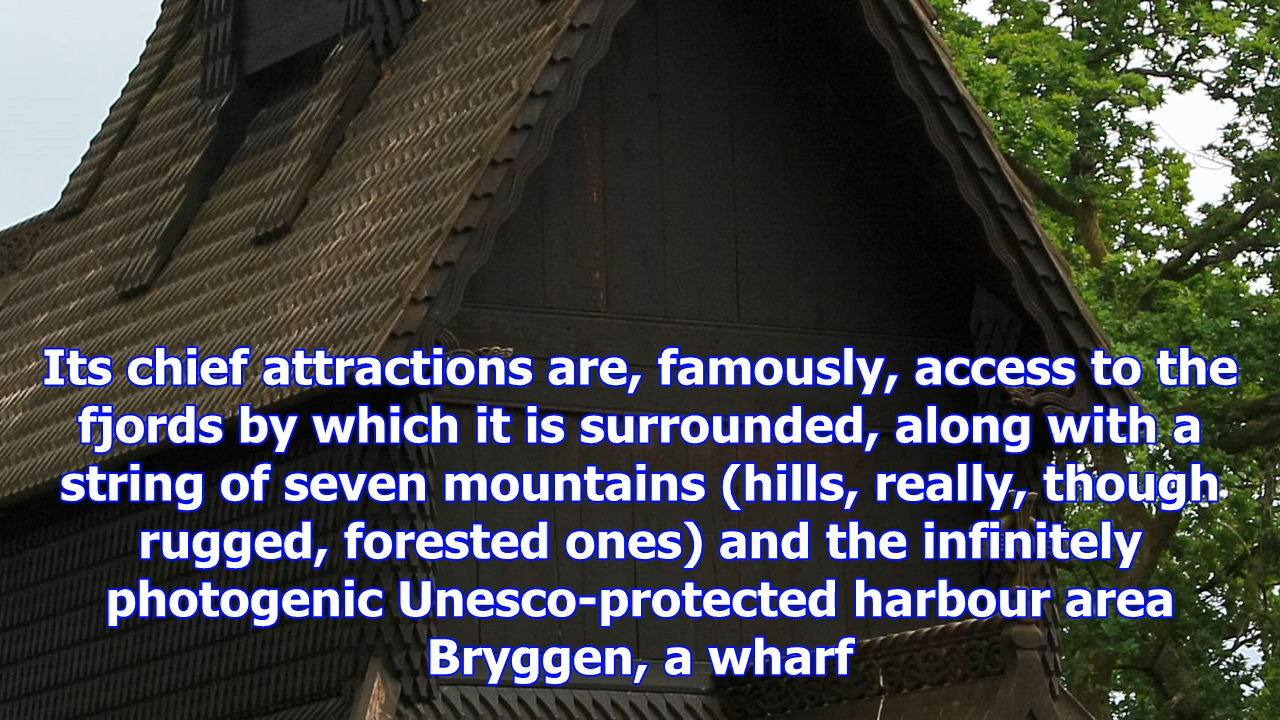 Its chief attractions are, famously, access to the
fjords by which it is surrounded, along with a
string of seven mountains (hills, really, though
rugged, forested ones) and the infinitely
photogenic Unesco-protected harbour area
Bryggen, a wharf